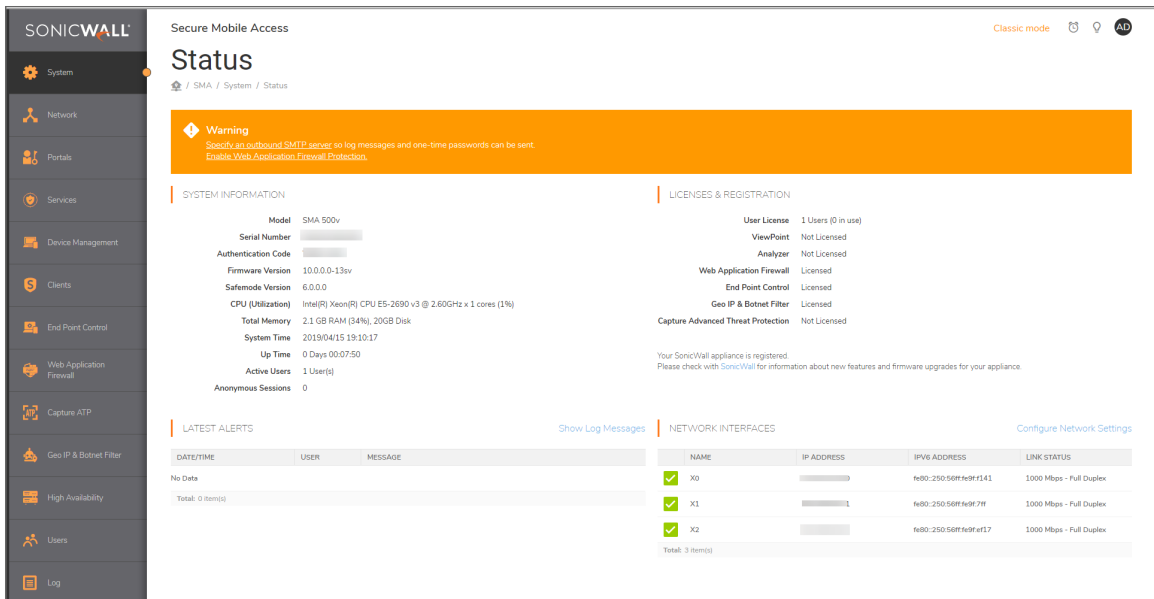 SONICWALL
Secure Mobile Access
Classic mode
AD
Status
/ SMA / System / Status
System
Network
Portals
Services
Device Management
Clients
End Point Control
Web Application
Firewall
Capture ATP
Geo IP & Botnet Filter
High Availability
Users
Log
Warning
Specify an outbound SMTP server so log messages and one-time passwords can be sent.
Enable Web Application Firewall Protection.
SYSTEM INFORMATION
Model SMA 500v
Serial Number
Authentication Code
Firmware Version 10.0.0.0-13sv
Safemode Version 6.0.0.0
CPU (Utilization) Intel(R) Xeon(R) CPU E5-2690 v3 @ 2.60GHz x 1 cores (1%)
Total Memory 2.1 GB RAM (34%), 20GB Disk
System Time 2019/04/15 19:10:17
Up Time 0 Days 00:07:50
Active Users 1 User(s)
Anonymous Sessions 0
LICENSES & REGISTRATION
User License 1 Users (0 in use)
ViewPoint Not Licensed
Analyzer Not Licensed
Web Application Firewall Licensed
End Point Control Licensed
Geo IP & Botnet Filter Licensed
Capture Advanced Threat Protection Not Licensed
Your SonicWall appliance is registered.
Please check with SonicWall for information about new features and firmware upgrades for your appliance.
LATEST ALERTS Show Log Messages
DATE/TIME USER MESSAGE
No Data
Total: 0 item(s)
NETWORK INTERFACES Configure Network Settings
NAME IP ADDRESS IPV6 ADDRESS LINK STATUS
X0 fe80::250:56ff:fe9f:f141 1000 Mbps - Full Duplex
X1 fe80::250:56ff:fe9f:7ff 1000 Mbps - Full Duplex
X2 fe80::250:56ff:fe9f:ef17 1000 Mbps - Full Duplex
Total: 3 item(s)